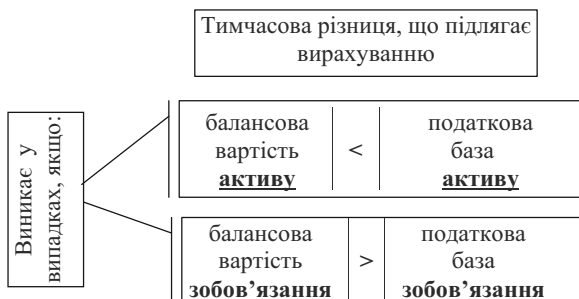 Тимчасова різниця, що підлягає
вирахуванню
Виникає у
випадках, якщо:
балансова
вартість
активу
<
податкова
база
активу
балансова
вартість
зобов’язання
>
податкова
база
зобов’язання